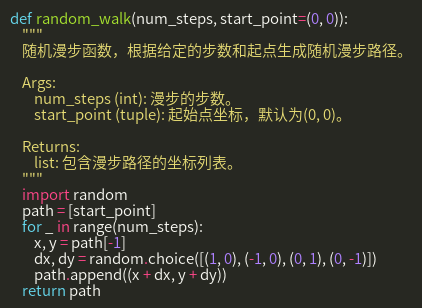 def random_walk(num_steps, start_point=(0, 0)):
    """
    随机漫步函数，根据给定的步数和起点生成随机漫步路径。

    Args:
        num_steps (int): 漫步的步数。
        start_point (tuple): 起始点坐标，默认为(0, 0)。

    Returns:
        list: 包含漫步路径的坐标列表。
    """
    import random
    path = [start_point]
    for _ in range(num_steps):
        x, y = path[-1]
        dx, dy = random.choice([(1, 0), (-1, 0), (0, 1), (0, -1)])
        path.append((x + dx, y + dy))
    return path